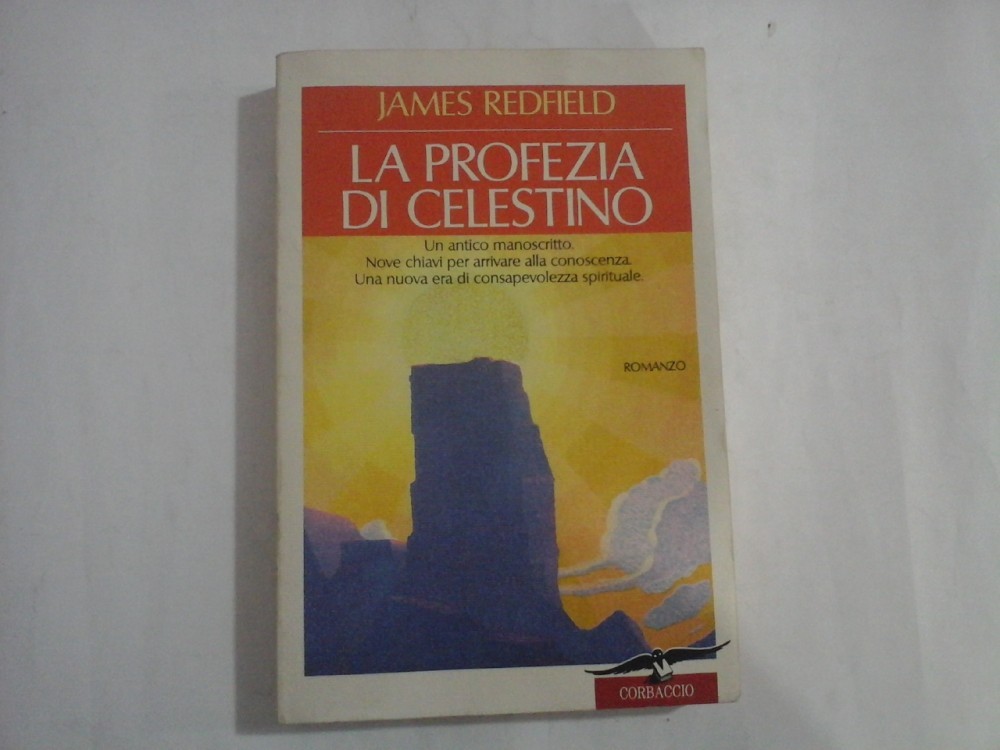 JAMES REDFIELD
LA PROFEZIA
DI CELESTINO
Un antico manoscritto.
Nove chiavi per arrivare alla conoscenza.
Una nuova era di consapevolezza spirituale.
ROMANZO
CORBACCIO